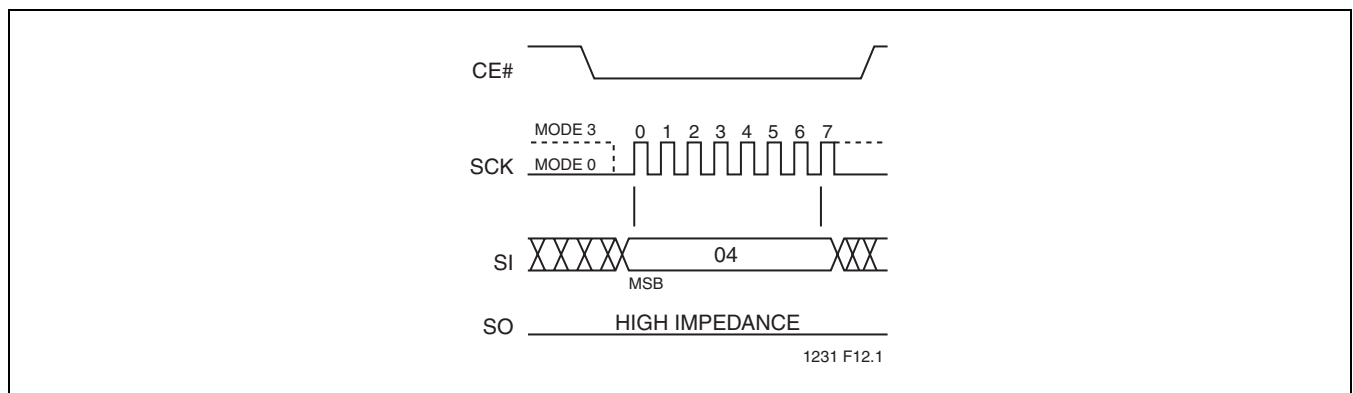 CE#
MODE 3
0 1 2 3 4 5 6 7
SCK
MODE 0
SI
04
MSB
SO
HIGH IMPEDANCE
1231 F12.1